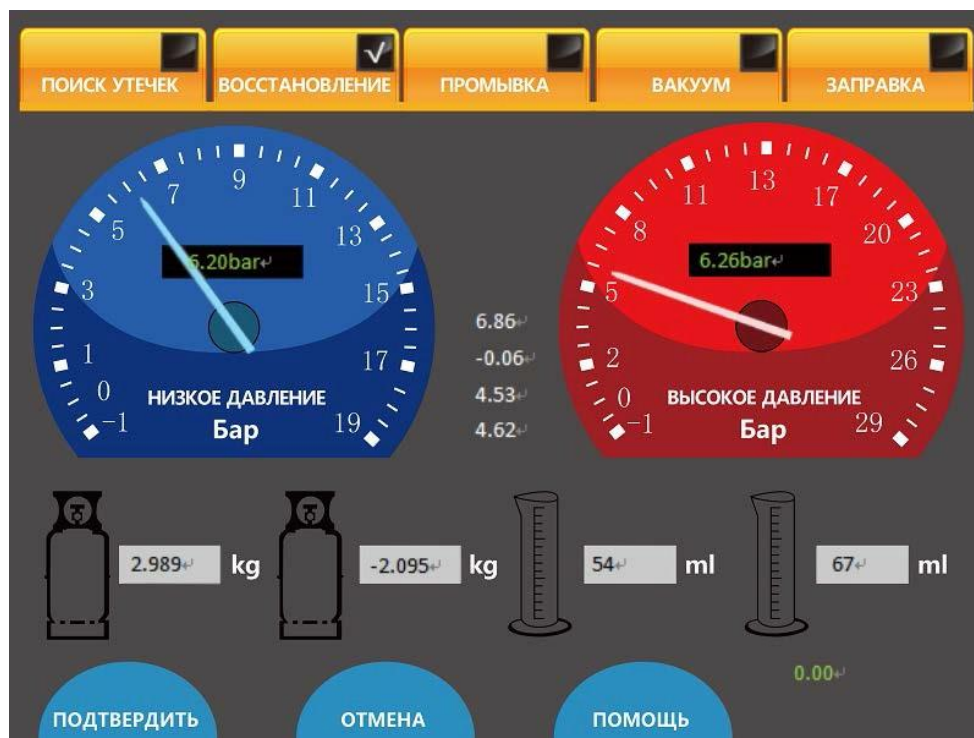 ПОИСК УТЕЧЕК
ВОССТАНОВЛЕНИЕ
ПРОМЫВКА
ВАКУУМ
ЗАПРАВКА
-1 0 1 3 5 7 9 11 13 15 17 19
6.20bar
НИЗКОЕ ДАВЛЕНИЕ
Бар
6.86
-0.06
4.53
4.62
-1 0 2 5 8 11 13 17 20 23 26 29
6.26bar
ВЫСОКОЕ ДАВЛЕНИЕ
Бар
2.989 kg
-2.095 kg
54 ml
67 ml
0.00
ПОДТВЕРДИТЬ
ОТМЕНА
ПОМОЩЬ